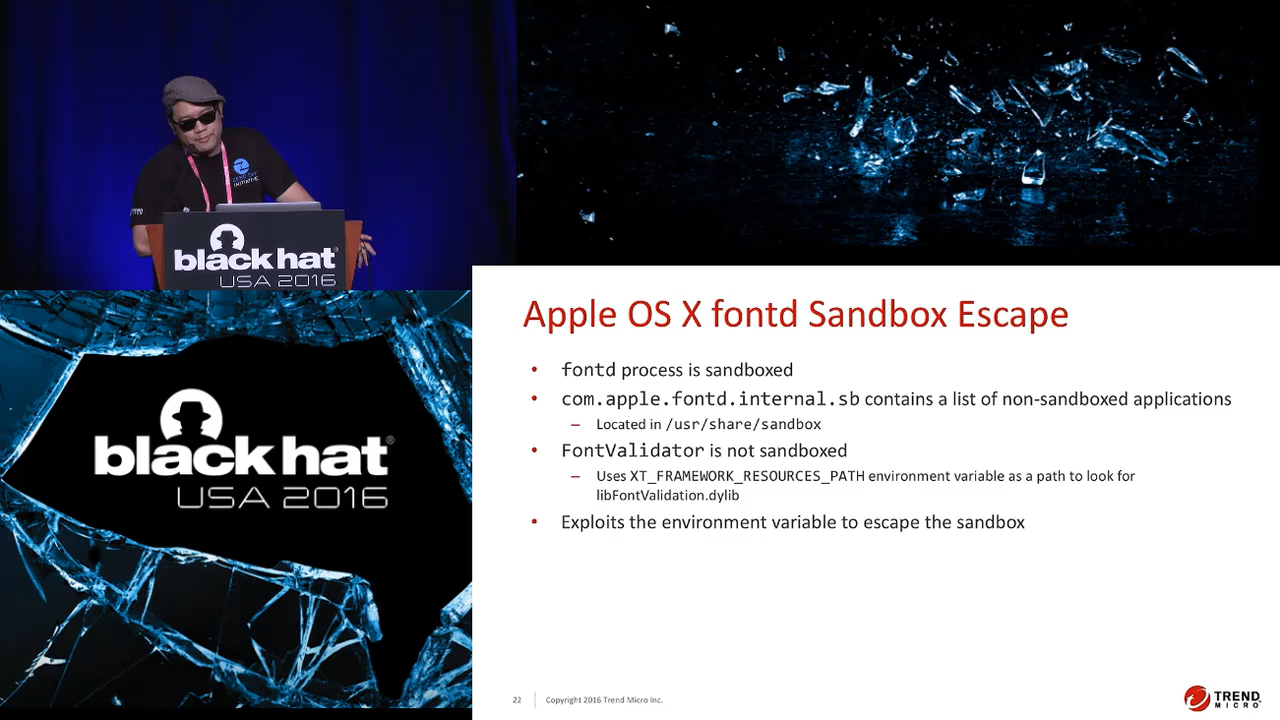 ZERO DAY
INITIATIVE
black hat®
USA 2016
black hat®
USA 2016
Apple OS X fontd Sandbox Escape
• fontd process is sandboxed
• com.apple.fontd.internal.sb contains a list of non-sandboxed applications
– Located in /usr/share/sandbox
• FontValidator is not sandboxed
– Uses XT_FRAMEWORK_RESOURCES_PATH environment variable as a path to look for
libFontValidation.dylib
• Exploits the environment variable to escape the sandbox
22
Copyright 2016 Trend Micro Inc.
TREND
MICRO